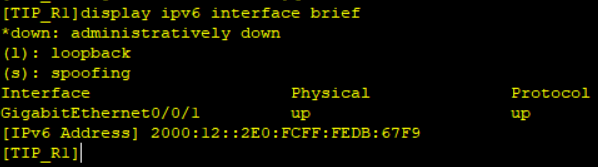 [TIP_R1]display ipv6 interface brief
*down: administratively down
(l): loopback
(s): spoofing
Interface Physical Protocol
GigabitEthernet0/0/1 up up
[IPv6 Address] 2000:12::2E0:FCFF:FEDB:67F9
[TIP_R1]